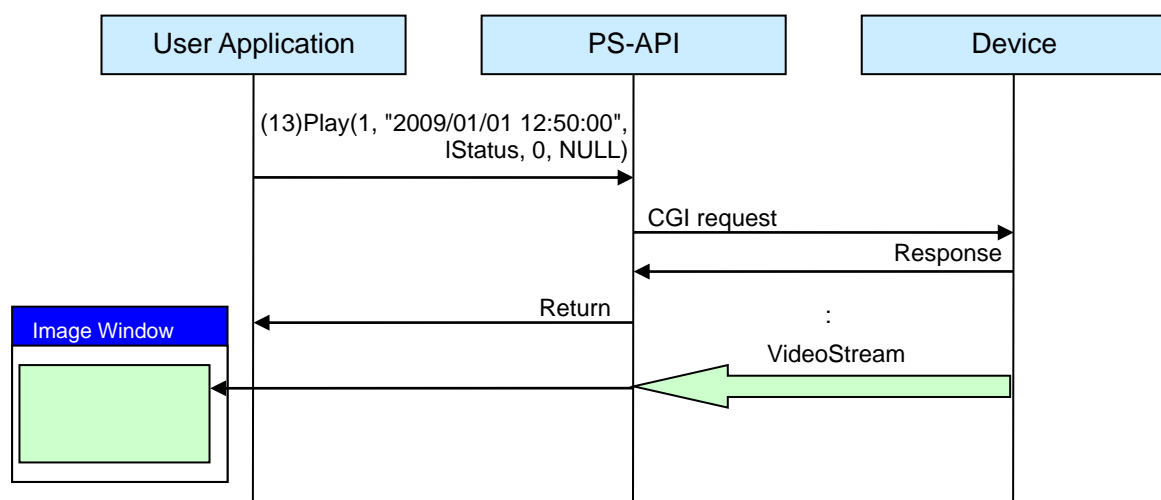 User Application
PS-API
Device
(13)Play(1, "2009/01/01 12:50:00",
lStatus, 0, NULL)
CGI request
Response
Return
:
Image Window
VideoStream